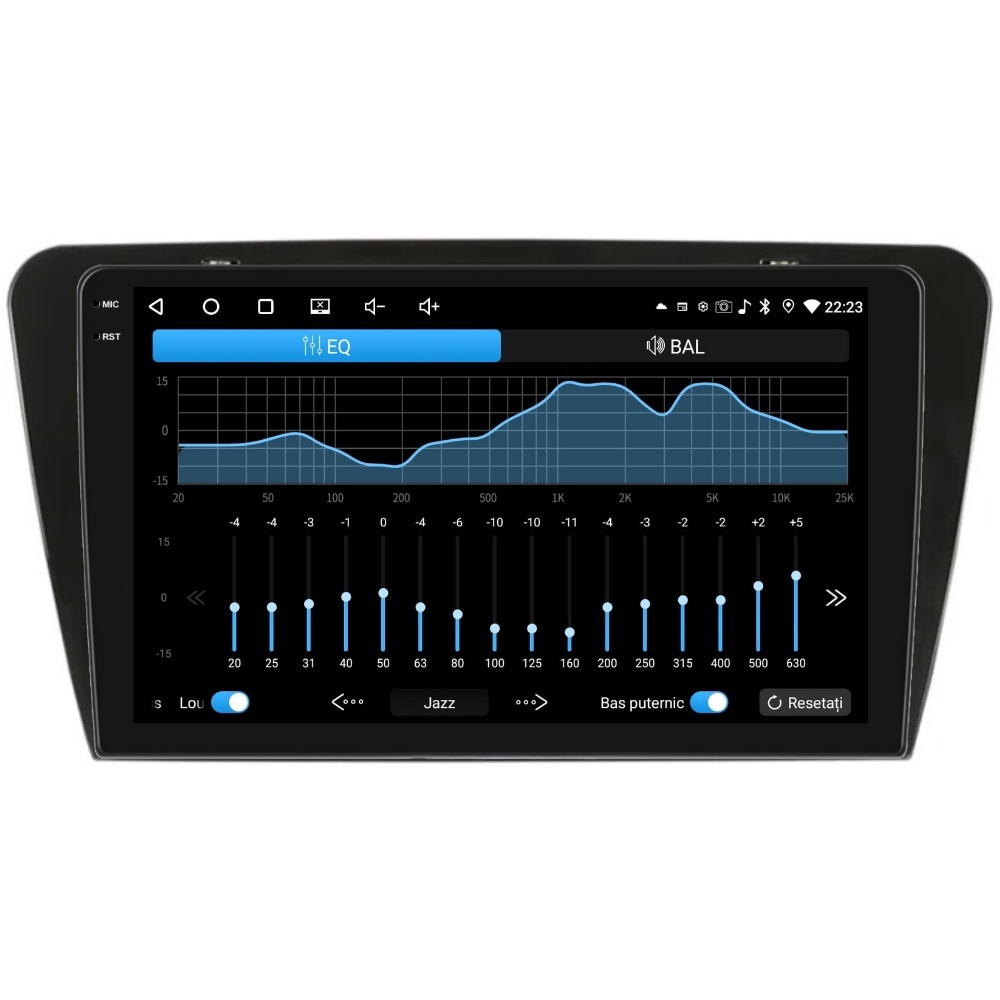 MIC
22:23
RST
EQ
BAL
15
0
-15
20 50 100 200 500 1K 2K 5K 10K 25K
-4 -4 -3 -1 0 -4 -6 -10 -10 -11 -4 -3 -2 -2 +2 +5
15
0
-15
20 25 31 40 50 63 80 100 125 160 200 250 315 400 500 630
s Lou Jazz Bas puternic Resetați